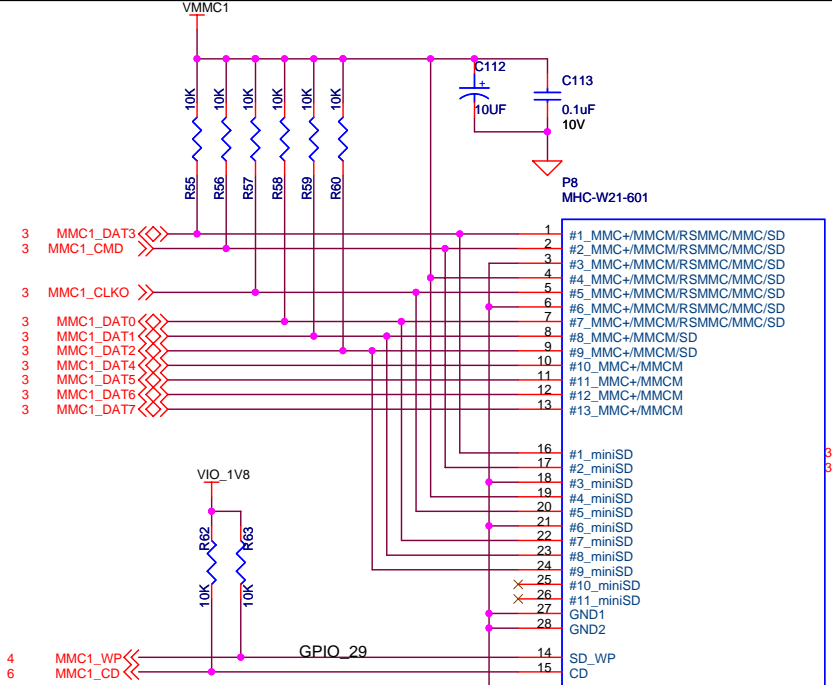 VMMC1
C112
+
10UF
C113
0.1uF
10V
10K 10K 10K 10K 10K 10K
R55 R56 R57 R58 R59 R60
P8
MHC-W21-601
3 MMC1_DAT3 1 #1_MMC+/MMCM/RSMMC/MMC/SD
3 MMC1_CMD 2 #2_MMC+/MMCM/RSMMC/MMC/SD
3 #3_MMC+/MMCM/RSMMC/MMC/SD
4 #4_MMC+/MMCM/RSMMC/MMC/SD
3 MMC1_CLKO 5 #5_MMC+/MMCM/RSMMC/MMC/SD
6 #6_MMC+/MMCM/RSMMC/MMC/SD
3 MMC1_DAT0 7 #7_MMC+/MMCM/RSMMC/MMC/SD
3 MMC1_DAT1 8 #8_MMC+/MMCM/SD
3 MMC1_DAT2 9 #9_MMC+/MMCM/SD
3 MMC1_DAT4 10 #10_MMC+/MMCM
3 MMC1_DAT5 11 #11_MMC+/MMCM
3 MMC1_DAT6 12 #12_MMC+/MMCM
3 MMC1_DAT7 13 #13_MMC+/MMCM
16 #1_miniSD 3
17 #2_miniSD 3
18 #3_miniSD
19 #4_miniSD
20 #5_miniSD
21 #6_miniSD
22 #7_miniSD
23 #8_miniSD
24 #9_miniSD
25 #10_miniSD
26 #11_miniSD
27 GND1
28 GND2
VIO_1V8
R62 R63
10K 10K
GPIO_29
4 MMC1_WP 14 SD_WP
6 MMC1_CD 15 CD